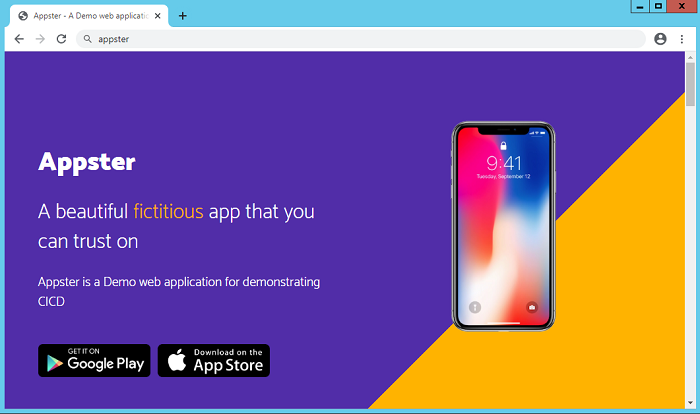 Appster - A Demo web applicatio
appster
Appster
A beautiful fictitious app that you
can trust on
Appster is a Demo web application for demonstrating
CICD
GET IT ON
Google Play
Download on the
App Store
9:41
Tuesday, September 12